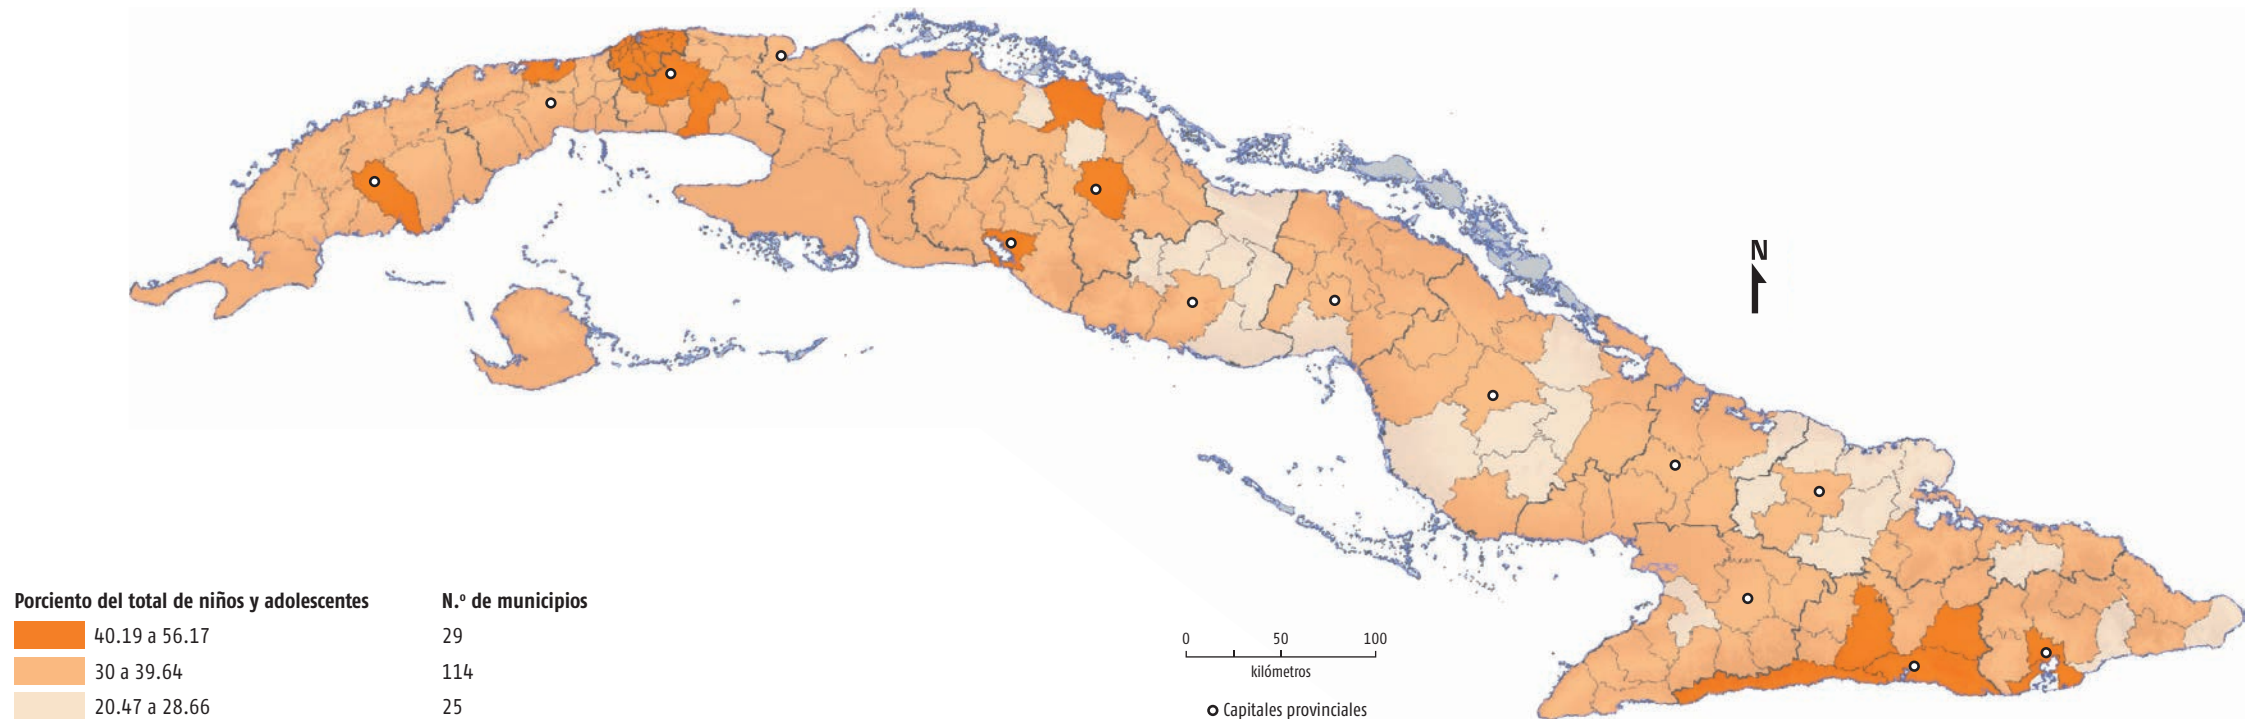 N
Porciento del total de niños y adolescentes N.º de municipios
40.19 a 56.17 29
30 a 39.64 114
20.47 a 28.66 25
0 50 100
kilómetros
Capitales provinciales